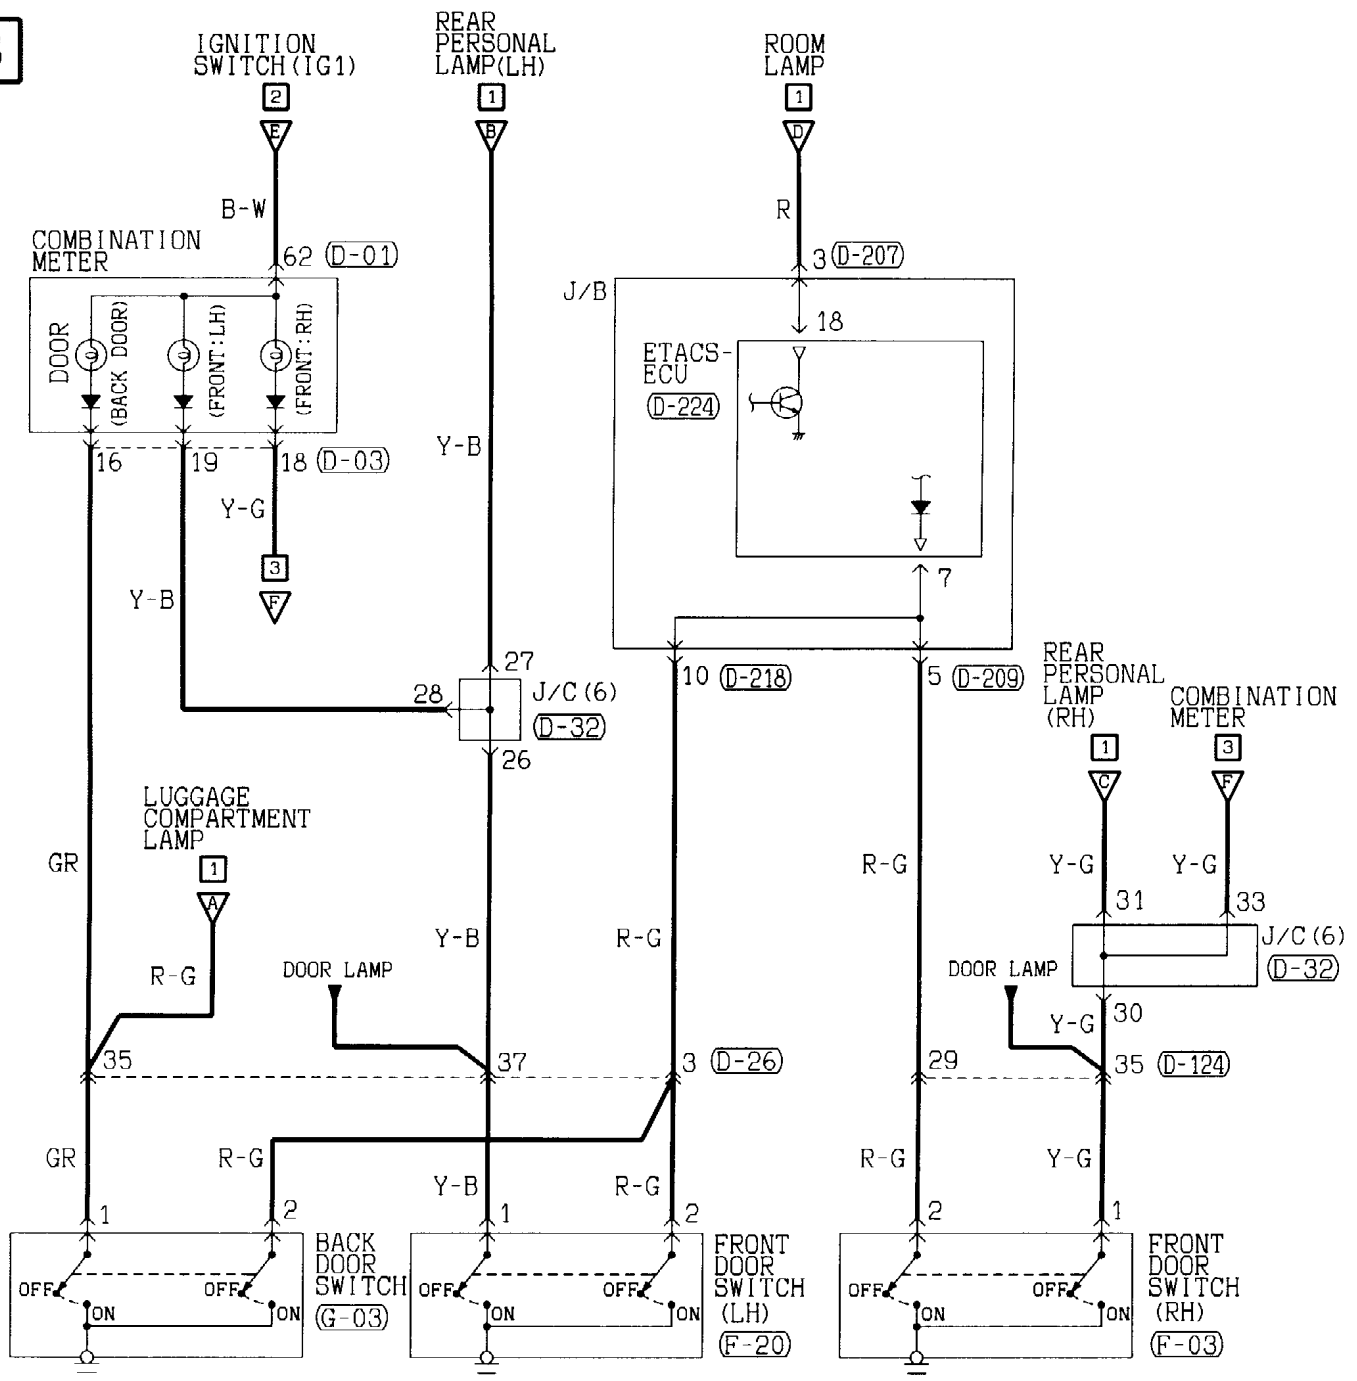 IGNITION
SWITCH(IG1)
2
E
REAR
PERSONAL
LAMP(LH)
1
B
ROOM
LAMP
1
D
B-W
R
COMBINATION
METER
62 (D-01)
3 (D-207)
J/B
18
DOOR
(BACK DOOR)
(FRONT:LH)
(FRONT:RH)
ETACS-
ECU
(D-224)
Y-B
16
19
18 (D-03)
Y-G
3
F
7
Y-B
27
28
J/C(6)
(D-32)
26
10 (D-218)
5 (D-209)
REAR
PERSONAL
LAMP
(RH)
1
C
COMBINATION
METER
3
F
LUGGAGE
COMPARTMENT
LAMP
1
A
GR
R-G
Y-G
Y-G
31
33
J/C(6)
(D-32)
R-G
Y-B
R-G
DOOR LAMP
DOOR LAMP
30
Y-G
35
37
3 (D-26)
29
35 (D-124)
GR
R-G
Y-B
R-G
R-G
Y-G
1
2
1
2
2
1
BACK
DOOR
SWITCH
(G-03)
OFF
ON
OFF
ON
FRONT
DOOR
SWITCH
(LH)
(F-20)
OFF
ON
OFF
ON
FRONT
DOOR
SWITCH
(RH)
(F-03)
OFF
ON
OFF
ON